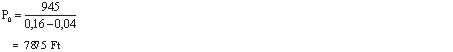 P₀ = 945 / 0,16 − 0,04
= 7875 Ft